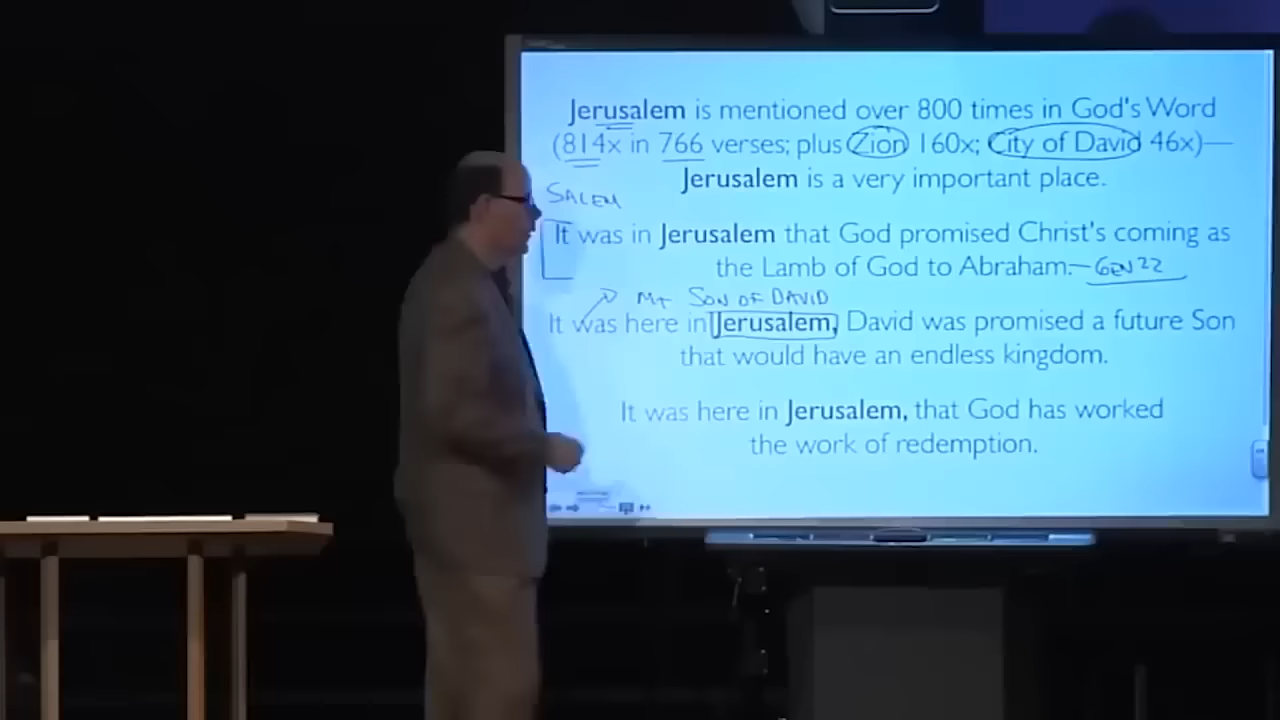 Jerusalem is mentioned over 800 times in God's Word
(814x in 766 verses; plus Zion 160x; City of David 46x)—
Jerusalem is a very important place.
SALEM
It was in Jerusalem that God promised Christ's coming as
the Lamb of God to Abraham.—GEN 22
MT SON OF DAVID
It was here in Jerusalem, David was promised a future Son
that would have an endless kingdom.
It was here in Jerusalem, that God has worked
the work of redemption.